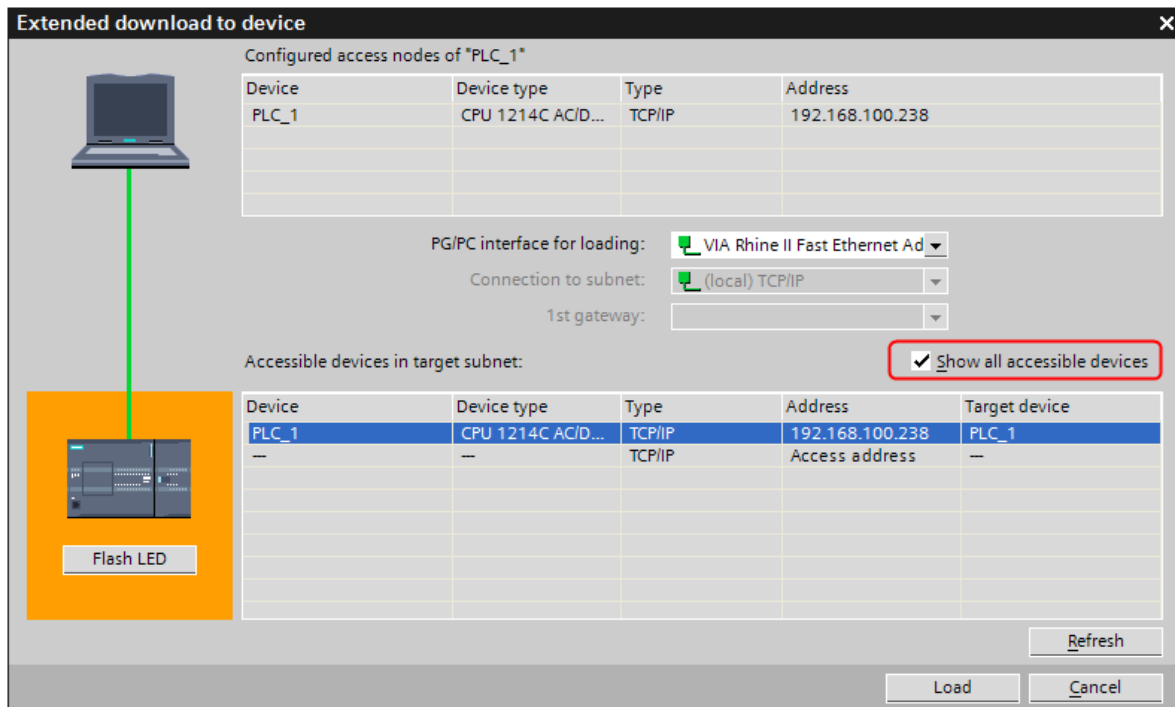 Extended download to device
Configured access nodes of "PLC_1"
Device Device type Type Address
PLC_1 CPU 1214C AC/D... TCP/IP 192.168.100.238
PG/PC interface for loading: VIA Rhine II Fast Ethernet Ad
Connection to subnet: (local) TCP/IP
1st gateway:
Accessible devices in target subnet: Show all accessible devices
Device Device type Type Address Target device
PLC_1 CPU 1214C AC/D... TCP/IP 192.168.100.238 PLC_1
— — TCP/IP Access address —
Flash LED
Refresh
Load Cancel